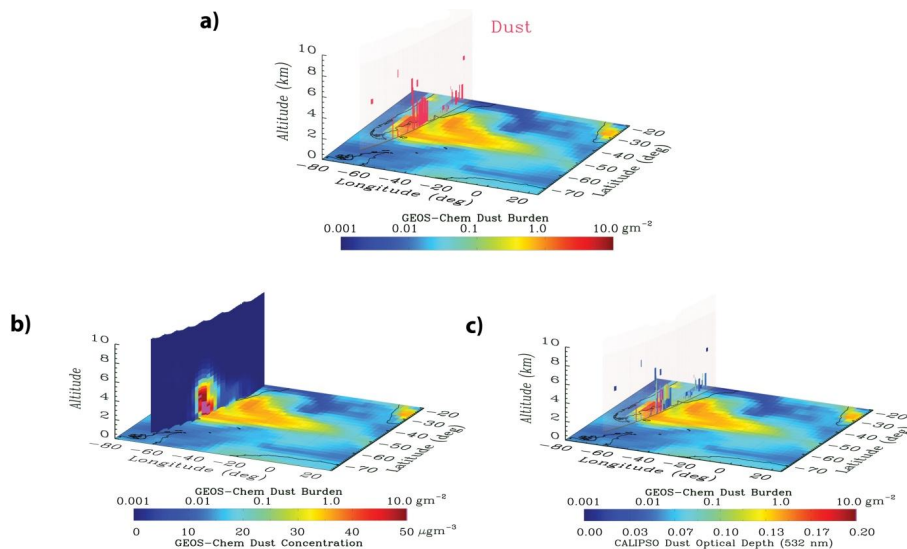 a)
Dust
10
8
6
4
2
0
Altitude (km)
-80
-60
-40
-20
0
20
Longitude (deg)
-20
-30
-40
-50
-60
-70
Latitude (deg)
GEOS-Chem Dust Burden
0.001 0.01 0.1 1.0 10.0 gm-2
b)
10
8
6
4
2
0
Altitude
-80
-60
-40
-20
0
20
Longitude (deg)
-20
-30
-40
-50
-60
-70
Latitude (deg)
GEOS-Chem Dust Burden
0.001 0.01 0.1 1.0 10.0 gm-2
0 10 20 30 40 50 μgm-3
GEOS-Chem Dust Concentration
c)
10
8
6
4
2
0
Altitude (km)
-80
-60
-40
-20
0
20
Longitude (deg)
-20
-30
-40
-50
-60
-70
Latitude (deg)
GEOS-Chem Dust Burden
0.001 0.01 0.1 1.0 10.0 gm-2
0.00 0.03 0.07 0.10 0.13 0.17 0.20
CALIPSO Dust Optical Depth (532 nm)